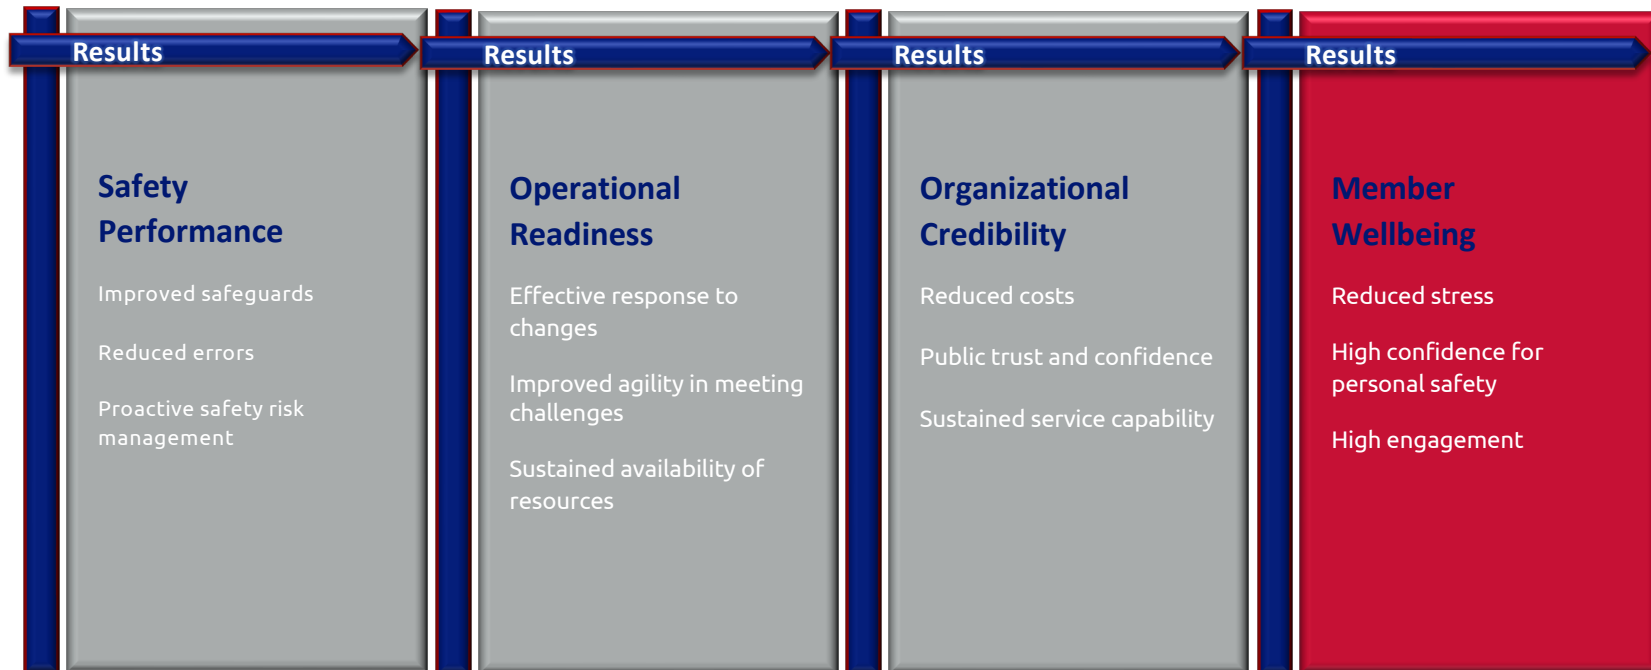 Results
Safety
Performance
Improved safeguards
Reduced errors
Proactive safety risk
management
Results
Operational
Readiness
Effective response to
changes
Improved agility in meeting
challenges
Sustained availability of
resources
Results
Organizational
Credibility
Reduced costs
Public trust and confidence
Sustained service capability
Results
Member
Wellbeing
Reduced stress
High confidence for
personal safety
High engagement